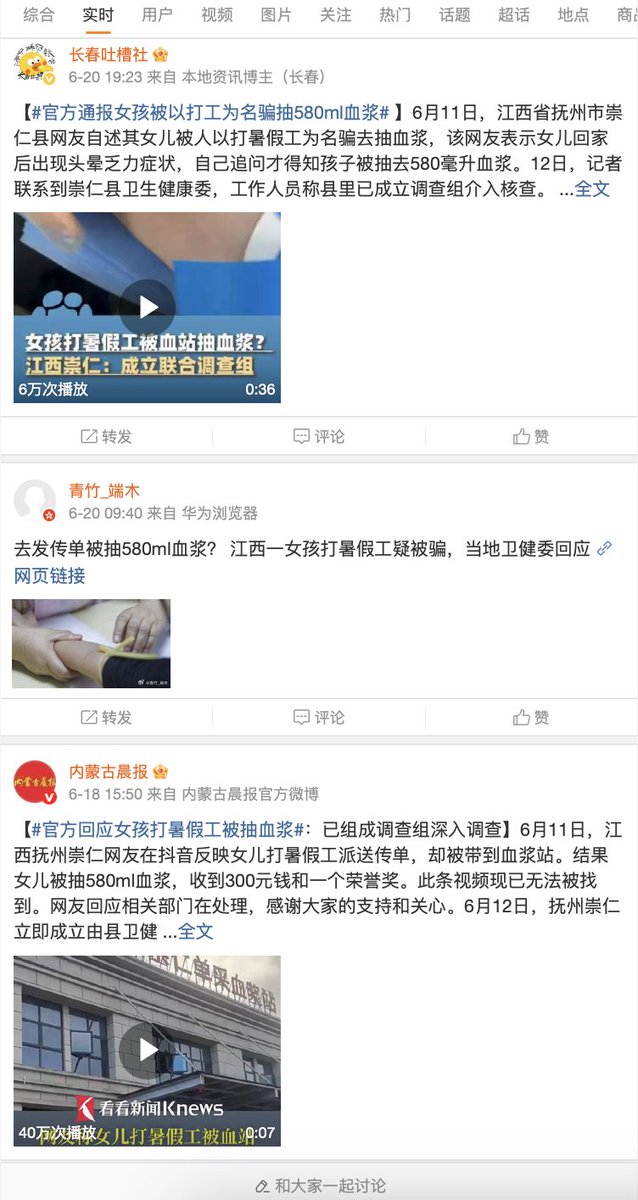 综合 实时 用户 视频 图片 关注 热门 话题 超话 地点 商品
长春吐槽社
6-20 19:23 来自 本地资讯博主（长春）
【#官方通报女孩被以打工为名骗抽580ml血浆# 】6月11日，江西省抚州市崇
仁县网友自述其女儿被人以打暑假工为名骗去抽血浆，该网友表示女儿回家
后出现头晕乏力症状，自己追问才得知孩子被抽去580毫升血浆。12日，记者
联系到崇仁县卫生健康委，工作人员称县里已成立调查组介入核查。 ...全文
女孩打暑假工被血站抽血浆？
江西崇仁：成立联合调查组
6万次播放 0:36
转发 评论 赞
青竹_端木
6-20 09:40 来自 华为浏览器
去发传单被抽580ml血浆？ 江西一女孩打暑假工疑被骗，当地卫健委回应
网页链接
@青竹_端木
转发 评论 赞
内蒙古晨报
内蒙古晨报
6-18 15:50 来自 内蒙古晨报官方微博
【#官方回应女孩打暑假工被抽血浆#：已组成调查组深入调查】6月11日，江
西抚州崇仁网友在抖音反映女儿打暑假工派送传单，却被带到血浆站。结果
女儿被抽580ml血浆，收到300元钱和一个荣誉奖。此条视频现已无法被找
到。网友回应相关部门在处理，感谢大家的支持和关心。6月12日，抚州崇仁
立即成立由县卫健 ...全文
单采血浆站
看看新闻Knews
40万次播放 0:07
女儿打暑假工被血站
和大家一起讨论